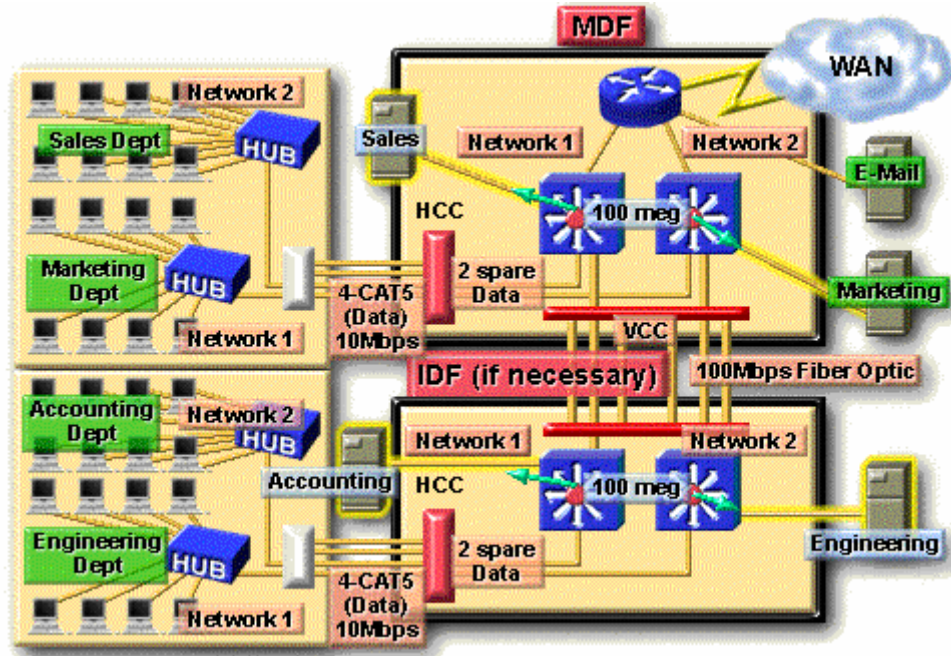 MDF
WAN
Network 2
Sales Dept
HUB
Sales
Network 1
Network 2
E-Mail
HCC
100 meg
Marketing
Dept
HUB
Network 1
4-CAT5
(Data)
10Mbps
2 spare
Data
Marketing
VCC
IDF (if necessary)
100Mbps Fiber Optic
Accounting
Dept
Network 2
HUB
Accounting
Network 1
Network 2
HCC
100 meg
Engineering
Dept
HUB
Network 1
4-CAT5
(Data)
10Mbps
2 spare
Data
Engineering